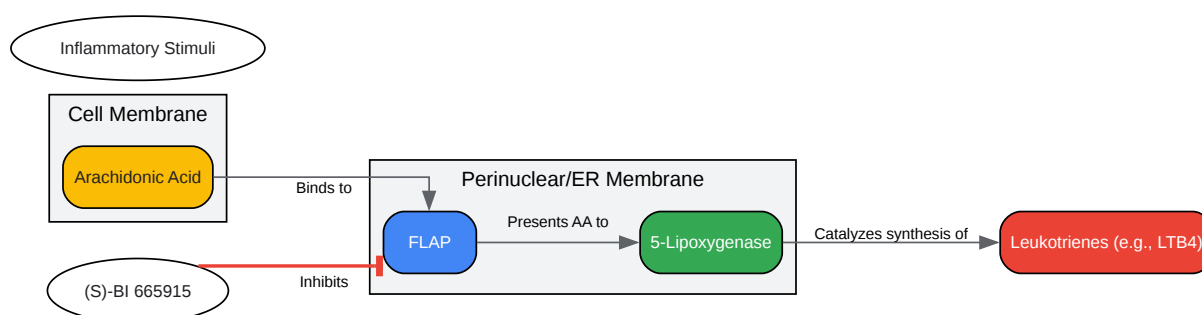 Inflammatory Stimuli
Cell Membrane
Arachidonic Acid
Binds to
Perinuclear/ER Membrane
FLAP
Presents AA to
5-Lipoxygenase
Catalyzes synthesis of
Leukotrienes (e.g., LTB4)
(S)-BI 665915
Inhibits